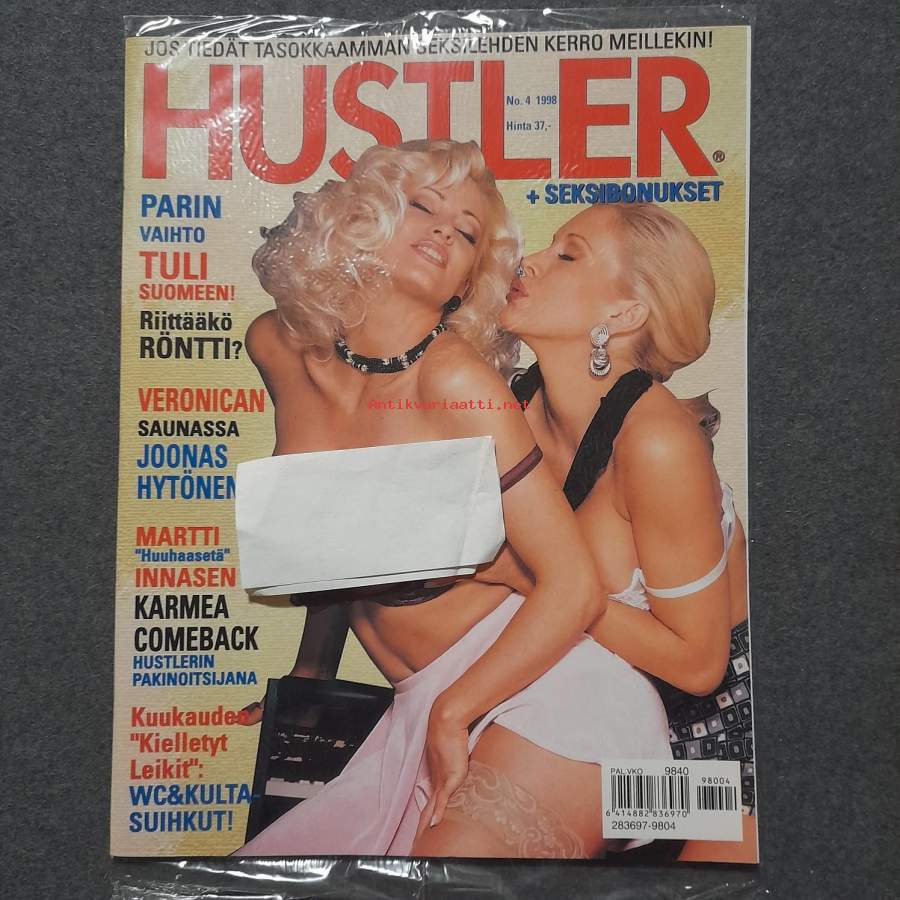 JOS TIEDÄT TASOKKAAMMAN SEKSILEHDEN KERRO MEILLEKIN!
HUSTLER®
No. 4 1998
Hinta 37,-
+ SEKSIBONUKSET
PARIN
VAIHTO
TULI
SUOMEEN!
Riittääkö
RÖNTTI?
VERONICAN
SAUNASSA
JOONAS
HYTÖNEN
Antikvariaatti.net
MARTTI
"Huuhaasetä"
INNASEN
KARMEA
COMEBACK
HUSTLERIN
PAKINOITSIJANA
Kuukauden
"Kielletyt
Leikit":
WC&KULTA-
SUIHKUT!
PAL.VKO 9840
98004
6 414882 836970
283697-9804